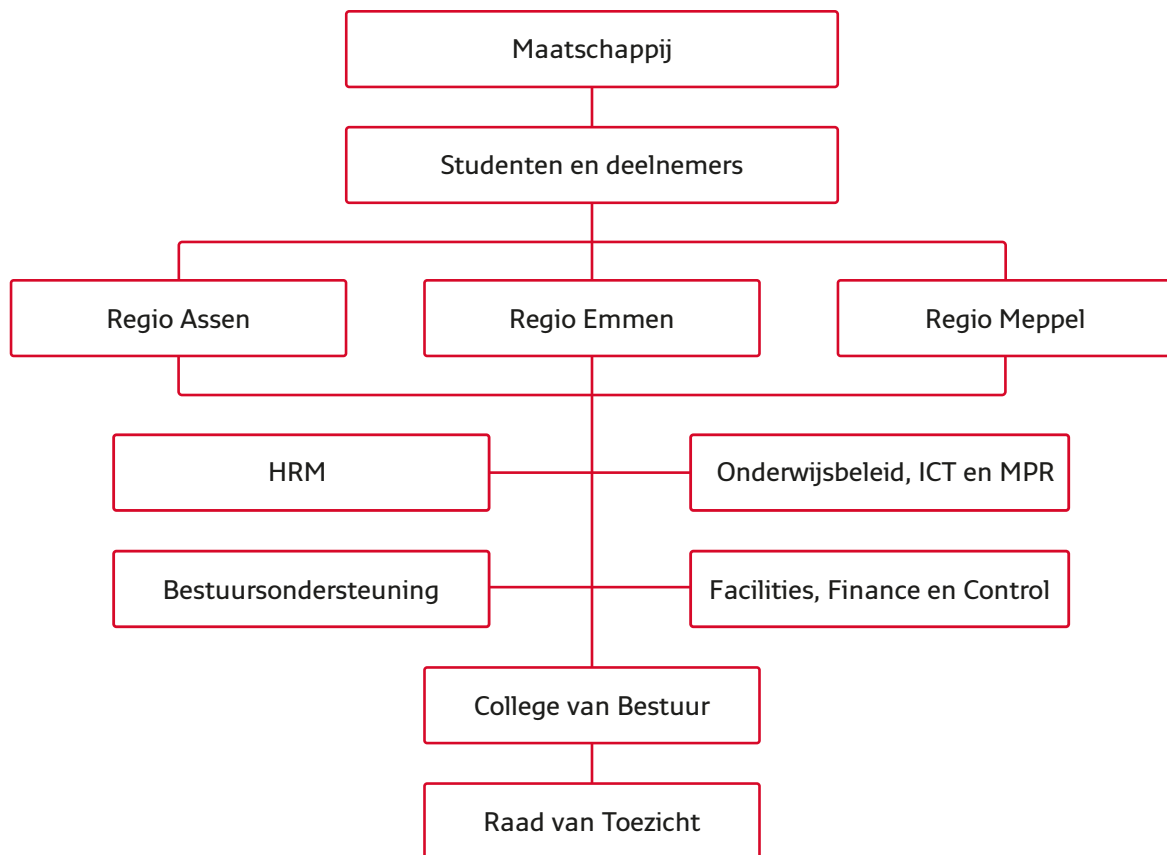 Maatschappij
Studenten en deelnemers
Regio Assen
Regio Emmen
Regio Meppel
HRM
Onderwijsbeleid, ICT en MPR
Bestuursondersteuning
Facilities, Finance en Control
College van Bestuur
Raad van Toezicht